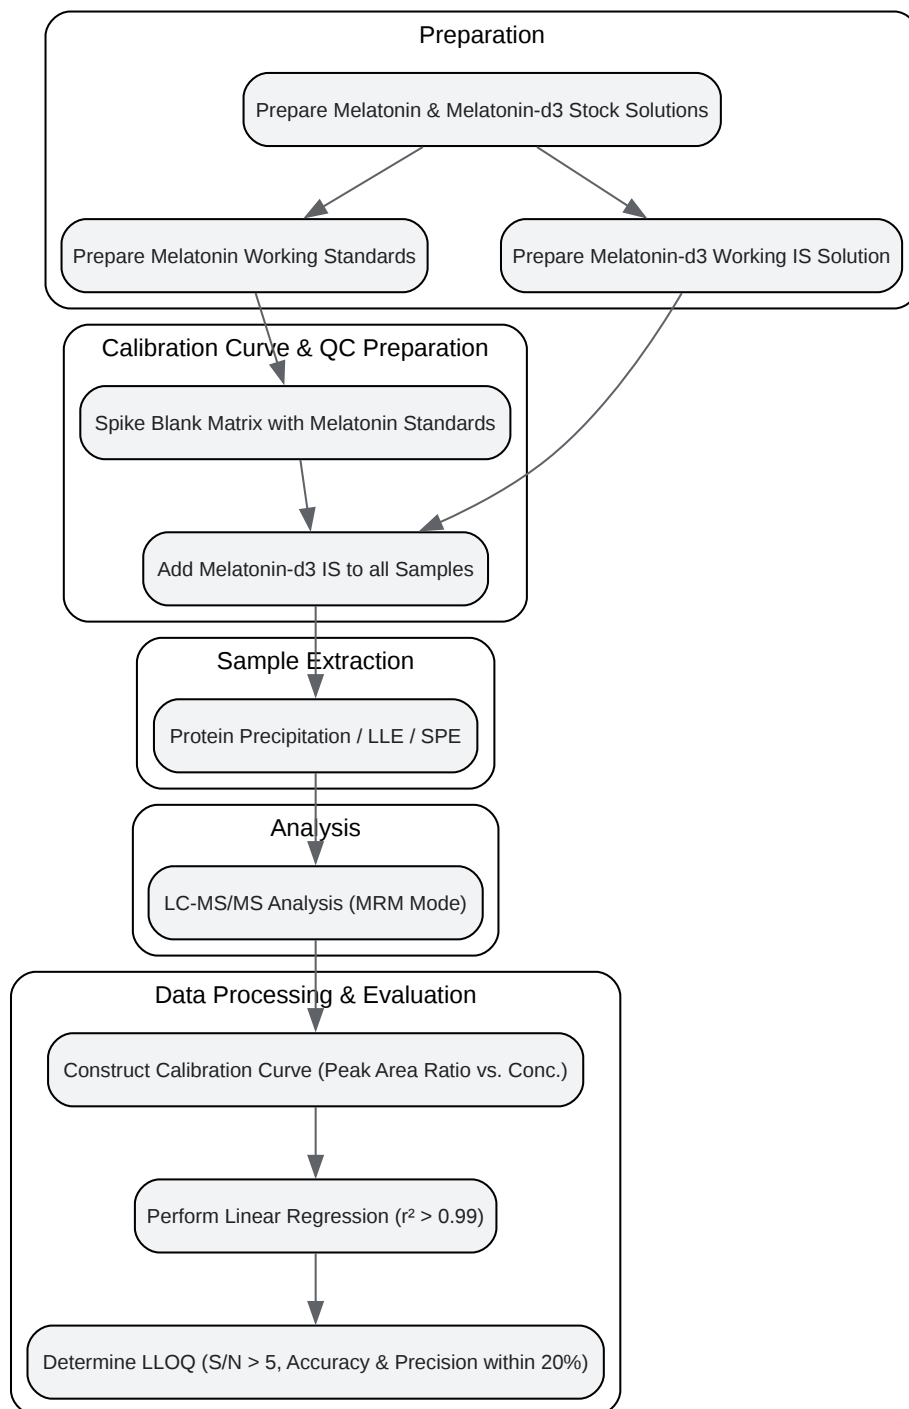 Preparation
Prepare Melatonin & Melatonin-d3 Stock Solutions
Prepare Melatonin Working Standards
Prepare Melatonin-d3 Working IS Solution
Calibration Curve & QC Preparation
Spike Blank Matrix with Melatonin Standards
Add Melatonin-d3 IS to all Samples
Sample Extraction
Protein Precipitation / LLE / SPE
Analysis
LC-MS/MS Analysis (MRM Mode)
Data Processing & Evaluation
Construct Calibration Curve (Peak Area Ratio vs. Conc.)
Perform Linear Regression (r² > 0.99)
Determine LLOQ (S/N > 5, Accuracy & Precision within 20%)